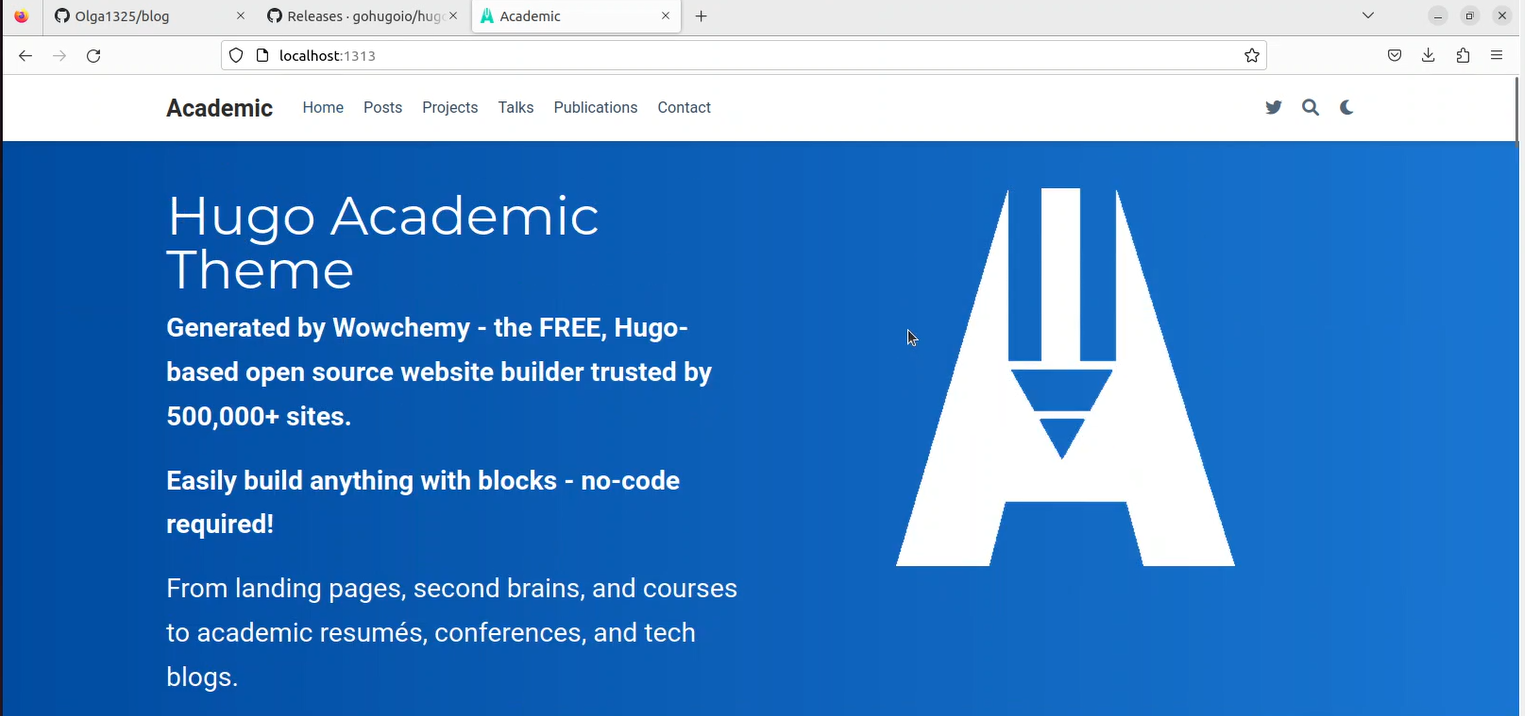 Olga1325/blog
Releases · gohugoio/hugo
Academic
localhost:1313
Academic
Home
Posts
Projects
Talks
Publications
Contact
Hugo Academic
Theme
Generated by Wowchemy - the FREE, Hugo-
based open source website builder trusted by
500,000+ sites.
Easily build anything with blocks - no-code
required!
From landing pages, second brains, and courses
to academic resumés, conferences, and tech
blogs.